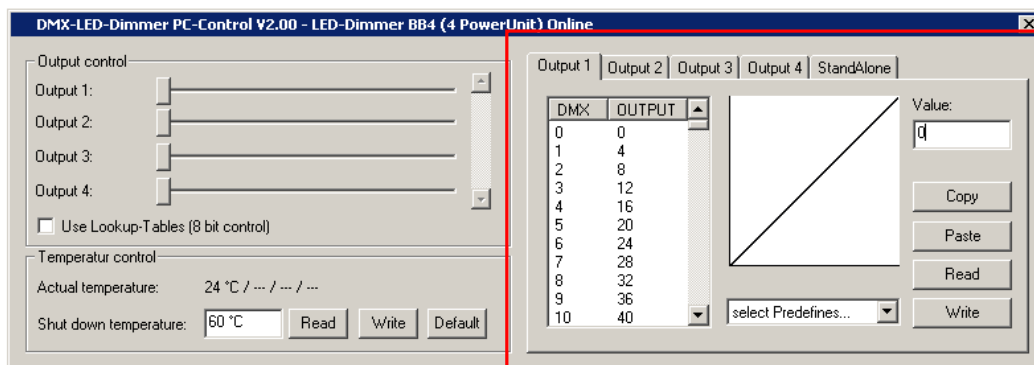 DMX-LED-Dimmer PC-Control V2.00 - LED-Dimmer BB4 (4 PowerUnit) Online
Output control
Output 1:
Output 2:
Output 3:
Output 4:
Use Lookup-Tables (8 bit control)
Temperatur control
Actual temperature: 24 °C / --- / --- / ---
Shut down temperature: 60 °C Read Write Default
Output 1 Output 2 Output 3 Output 4 StandAlone
DMX OUTPUT
0 0
1 4
2 8
3 12
4 16
5 20
6 24
7 28
8 32
9 36
10 40
select Predefines...
Value:
0
Copy
Paste
Read
Write